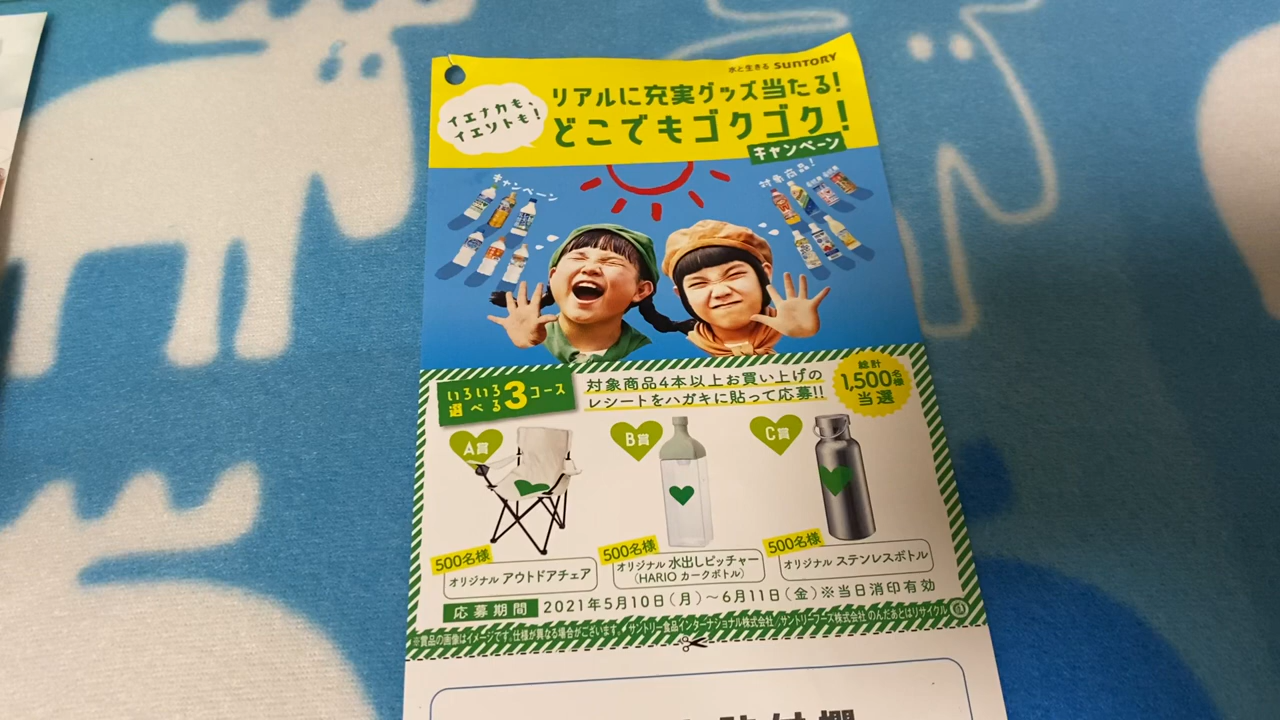 水と生きる SUNTORY
イエナカも、
イエソトも!
リアルに充実グッズ当たる!
どこでもゴクゴク!
キャンペーン
キャンペーン
対象商品!
いろいろ
選べる3コース
対象商品4本以上お買い上げの
レシートをハガキに貼って応募!!
総計
1,500名様
当選
A賞
B賞
C賞
500名様
オリジナル アウトドアチェア
500名様
オリジナル 水出しピッチャー
(HARIO カークボトル)
500名様
オリジナル ステンレスボトル
応募期間 2021年5月10日(月)～6月11日(金)※当日消印有効
※賞品の画像はイメージです。仕様が異なる場合がございます。 サントリー食品インターナショナル株式会社/サントリーフーズ株式会社 のんだあとはリサイクル